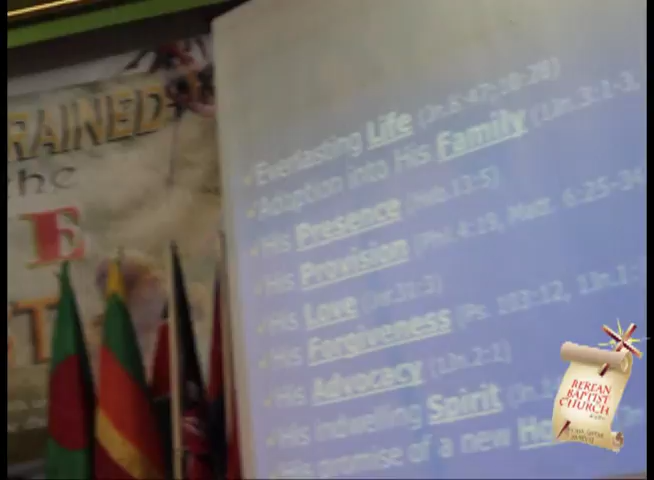 RAINED
the
E
ST
Everlasting Life (Jn.6:47;10:28)
Adoption into His Family (1Jn.3:1-3,
His Presence (Heb.13:5)
His Provision (Phl.4:19, Matt. 6:25-34
His Love (Jer.31:3)
His Forgiveness (Ps. 103:12, 1Jn.1:
His Advocacy (1Jn.2:1)
His Indwelling Spirit (Jn.
His promise of a new
BEREAN
BAPTIST
CHURCH